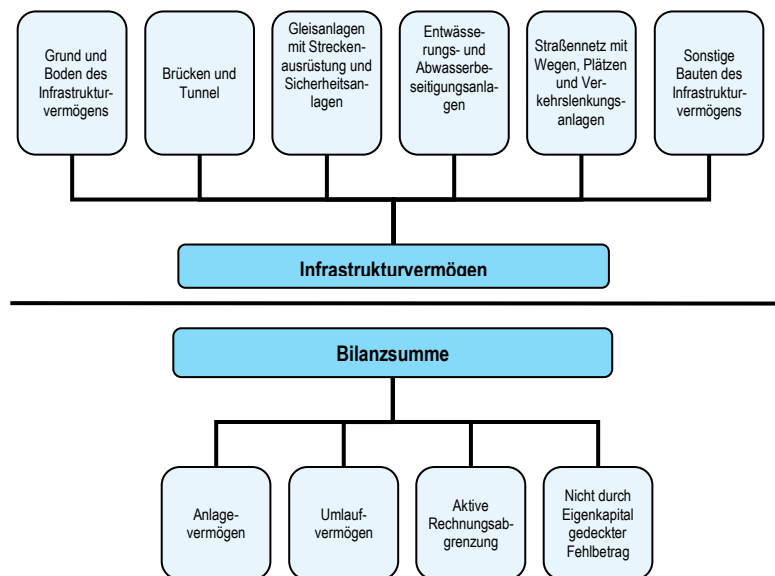 Grund und
Boden des
Infrastruktur-
vermögens
Brücken und
Tunnel
Gleisanlagen
mit Strecken-
ausrüstung und
Sicherheitsan-
lagen
Entwässe-
rungs- und
Abwasserbe-
seitigungsanla-
gen
Straßennetz mit
Wegen, Plätzen
und Ver-
kehrslenkungs-
anlagen
Sonstige
Bauten des
Infrastruktur-
vermögens
Infrastrukturvermögen
Bilanzsumme
Anlage-
vermögen
Umlauf-
vermögen
Aktive
Rechnungsab-
grenzung
Nicht durch
Eigenkapital
gedeckter
Fehlbetrag